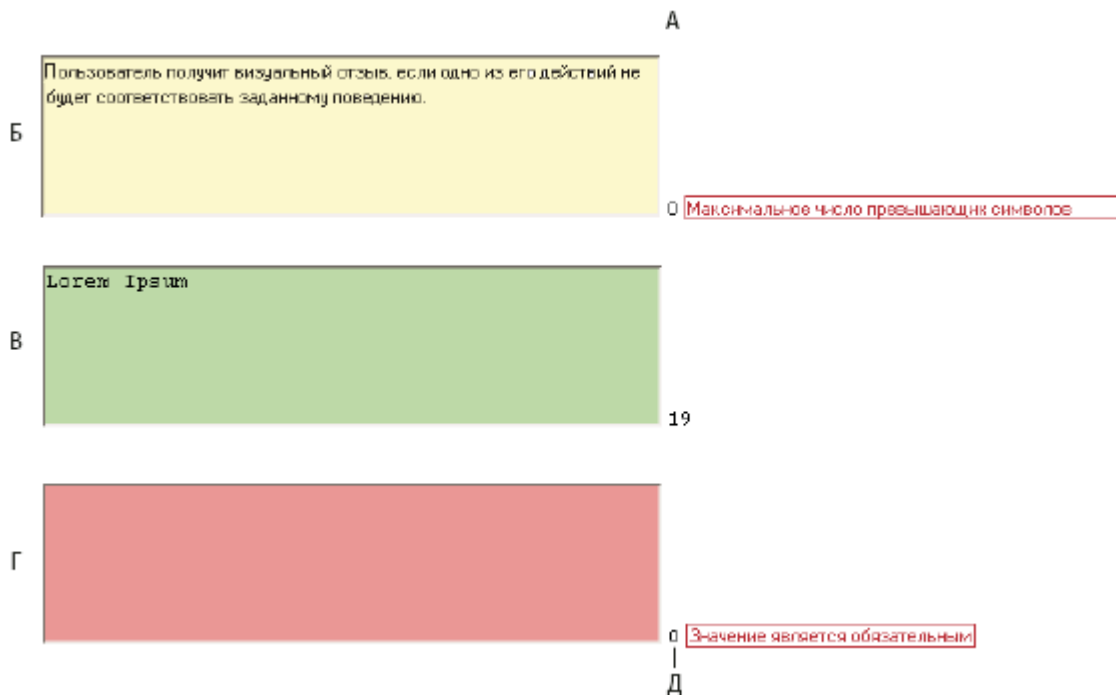 А
Пользователь получит визуальный отзыв, если одно из его действий не
будет соответствовать заданному поведению.
Б
0 Максимальное число превышающих символов
Lorem Ipsum
В
19
Г
0 Значение является обязательным
Д